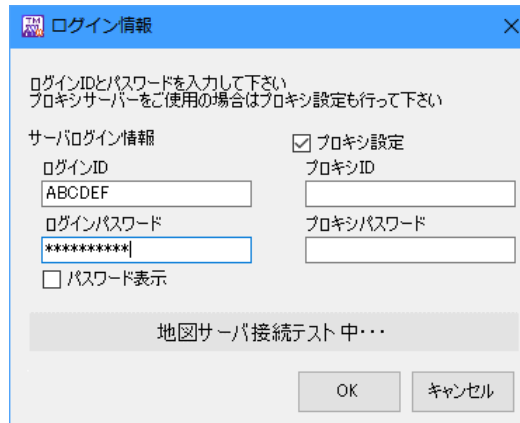 ログイン情報
ログインIDとパスワードを入力して下さい
プロキシサーバーをご使用の場合はプロキシ設定も行って下さい
サーバログイン情報
プロキシ設定
ログインID
プロキシID
ABCDEF
ログインパスワード
プロキシパスワード
**********
パスワード表示
地図サーバ接続テスト中・・・
OK
キャンセル